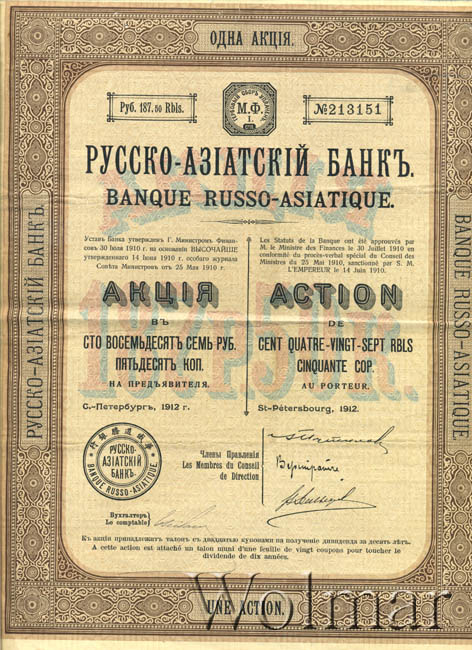 ОДНА АКЦІЯ.
Руб. 187.50 Rbls.
М.Ф.
I.
№213151
РУССКО-АЗІАТСКІЙ БАНКЪ.
BANQUE RUSSO-ASIATIQUE.
Уставъ банка утвержденъ Г. Министромъ Финансовъ
30 Іюля 1910 г. на основаніи ВЫСОЧАЙШЕ
утвержденнаго 14 Іюня 1910 г. особаго журнала
Совѣта Министровъ отъ 25 Мая 1910 г.
АКЦІЯ
ВЪ
СТО ВОСЕМЬДЕСЯТЪ СЕМЬ РУБ.
ПЯТЬДЕСЯТЪ КОП.
НА ПРЕДЪЯВИТЕЛЯ.
С.-Петербургъ, 1912 г.
Les Statuts de la Banque ont été approuvés par
M. le Ministre des Finances le 30 Juillet 1910 en
conformité du procès-verbal spécial du Conseil des
Ministres du 25 Mai 1910, sanctionné par S. M.
L'EMPEREUR le 14 Juin 1910.
ACTION
DE
CENT QUATRE-VINGT-SEPT RBLS
CINQUANTE COP.
AU PORTEUR.
St-Pétersbourg, 1912.
РУССКО-
АЗІАТСКІЙ
БАНКЪ.
BANQUE RUSSO-ASIATIQUE
Члены Правленія
Les Membres du Conseil
de Direction
Бухгалтеръ
Le comptable
Къ акціи принадлежитъ талонъ съ двадцатью купонами на полученіе дивиденда за десять лѣтъ.
A cette action est attaché un talon muni d'une feuille de vingt coupons pour toucher le
dividende de dix années.
UNE ACTION.
РУССКО-АЗІАТСКІЙ БАНКЪ.
BANQUE RUSSO-ASIATIQUE.
Wolmar